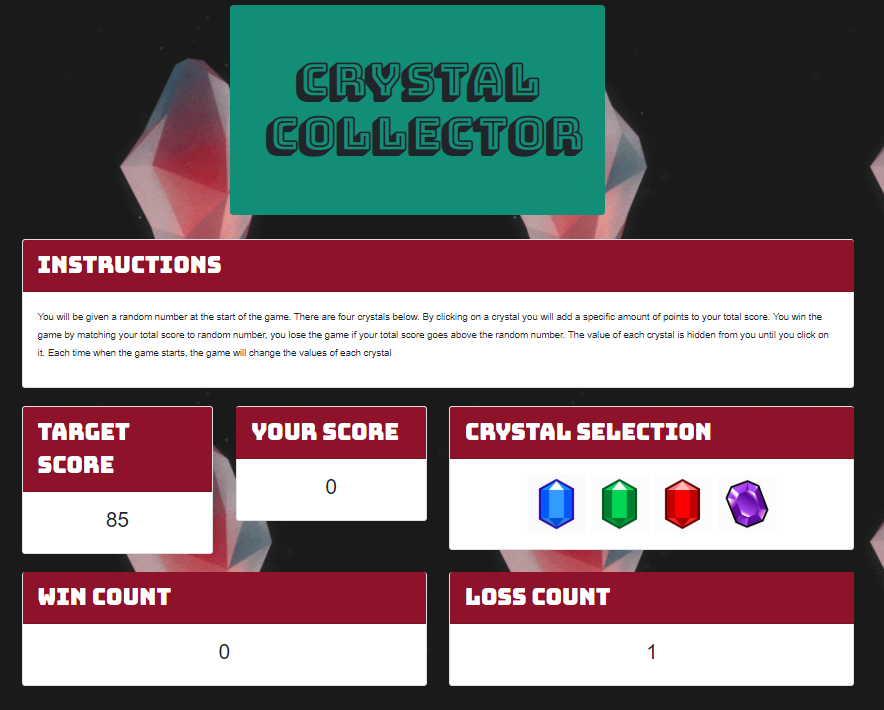 CRYSTAL
COLLECTOR
INSTRUCTIONS
You will be given a random number at the start of the game. There are four crystals below. By clicking on a crystal you will add a specific amount of points to your total score. You win the
game by matching your total score to random number, you lose the game if your total score goes above the random number. The value of each crystal is hidden from you until you click on
it. Each time when the game starts, the game will change the values of each crystal
TARGET
SCORE
85
YOUR SCORE
0
CRYSTAL SELECTION
WIN COUNT
0
LOSS COUNT
1